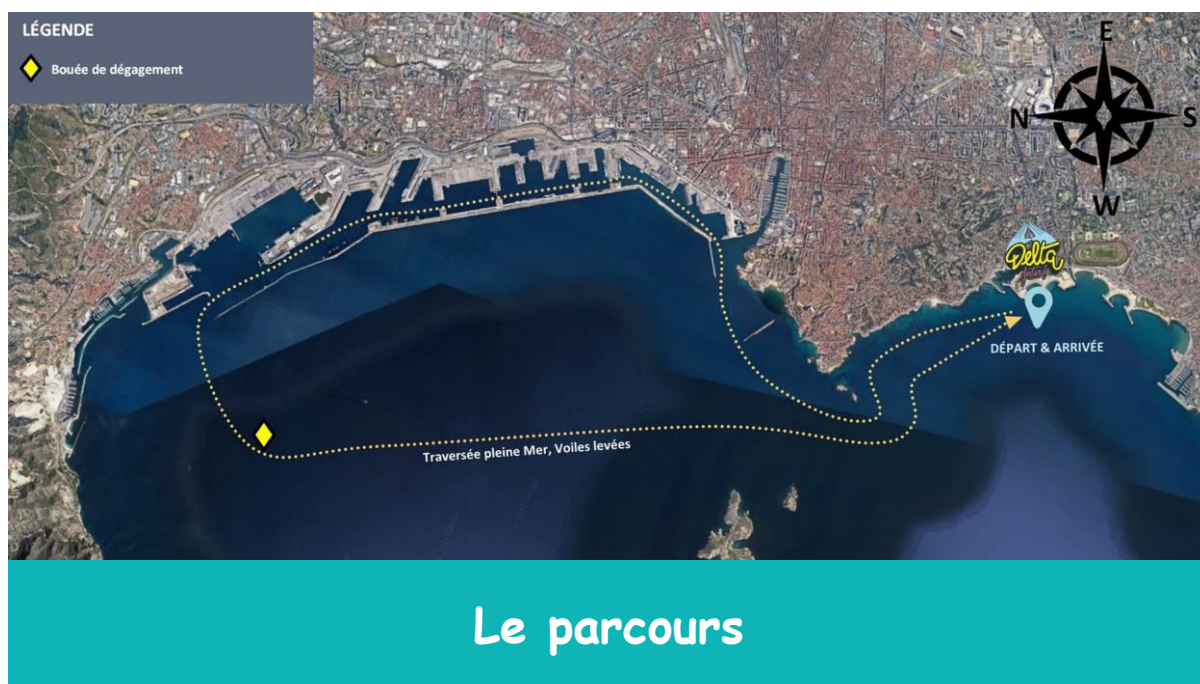 LÉGENDE
Bouée de dégagement
E
N
S
W
Delta
DÉPART & ARRIVÉE
Traversée pleine Mer, Voiles levées
Le parcours